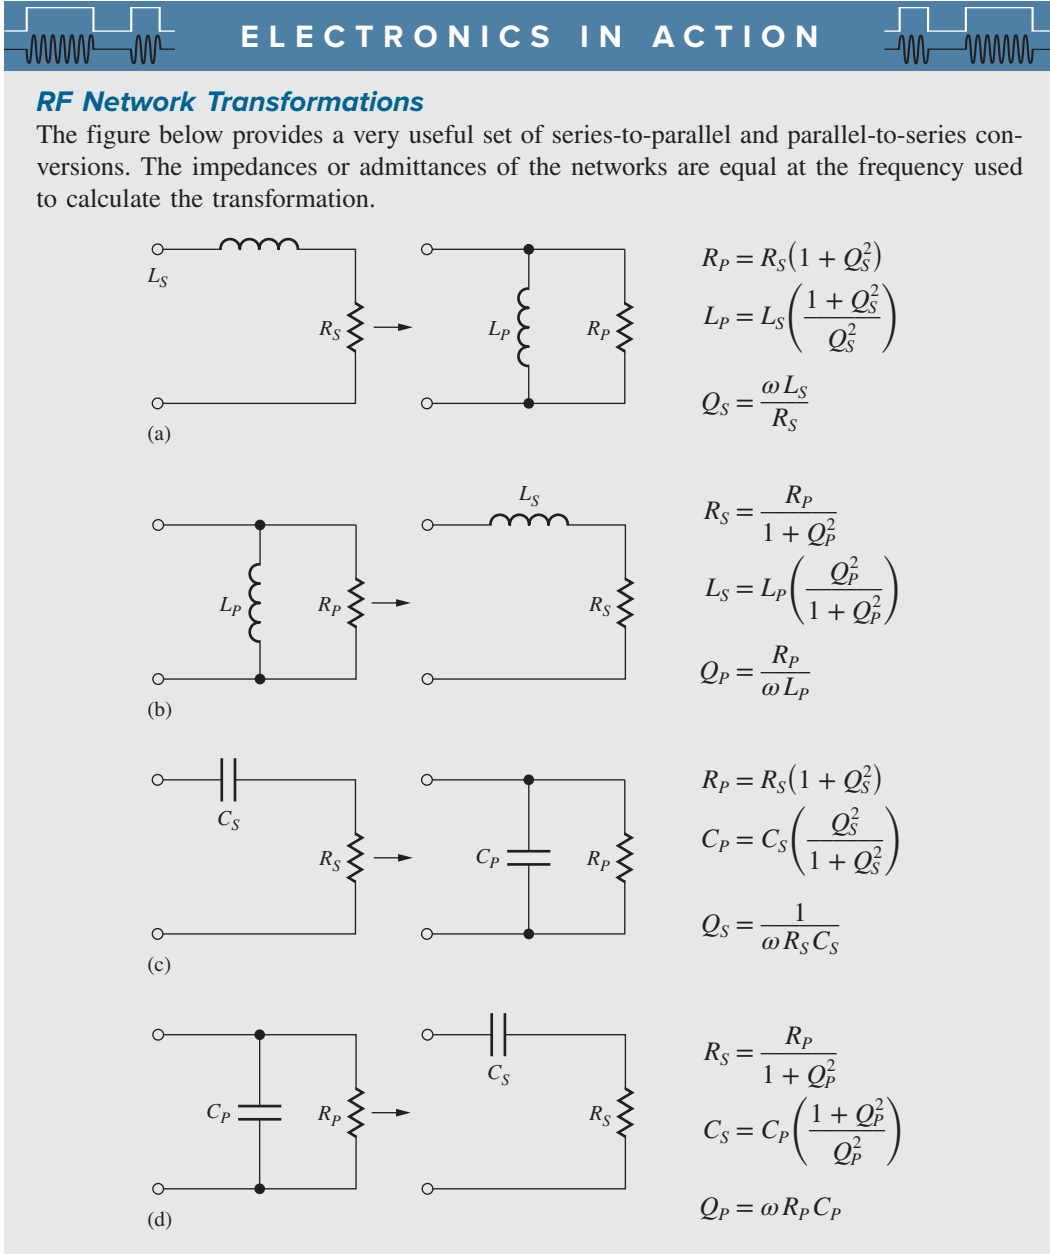 ELECTRONICS IN ACTION
RF Network Transformations
The figure below provides a very useful set of series-to-parallel and parallel-to-series con-
versions. The impedances or admittances of the networks are equal at the frequency used
to calculate the transformation.
L_S
R_S
L_P
R_P
R_P = R_S(1 + Q_S^2)
L_P = L_S((1 + Q_S^2)/Q_S^2)
Q_S = ωL_S/R_S
(a)
L_P
R_P
L_S
R_S
R_S = R_P/(1 + Q_P^2)
L_S = L_P(Q_P^2/(1 + Q_P^2))
Q_P = R_P/(ωL_P)
(b)
C_S
R_S
C_P
R_P
R_P = R_S(1 + Q_S^2)
C_P = C_S(Q_S^2/(1 + Q_S^2))
Q_S = 1/(ωR_SC_S)
(c)
C_P
R_P
C_S
R_S
R_S = R_P/(1 + Q_P^2)
C_S = C_P((1 + Q_P^2)/Q_P^2)
Q_P = ωR_PC_P
(d)